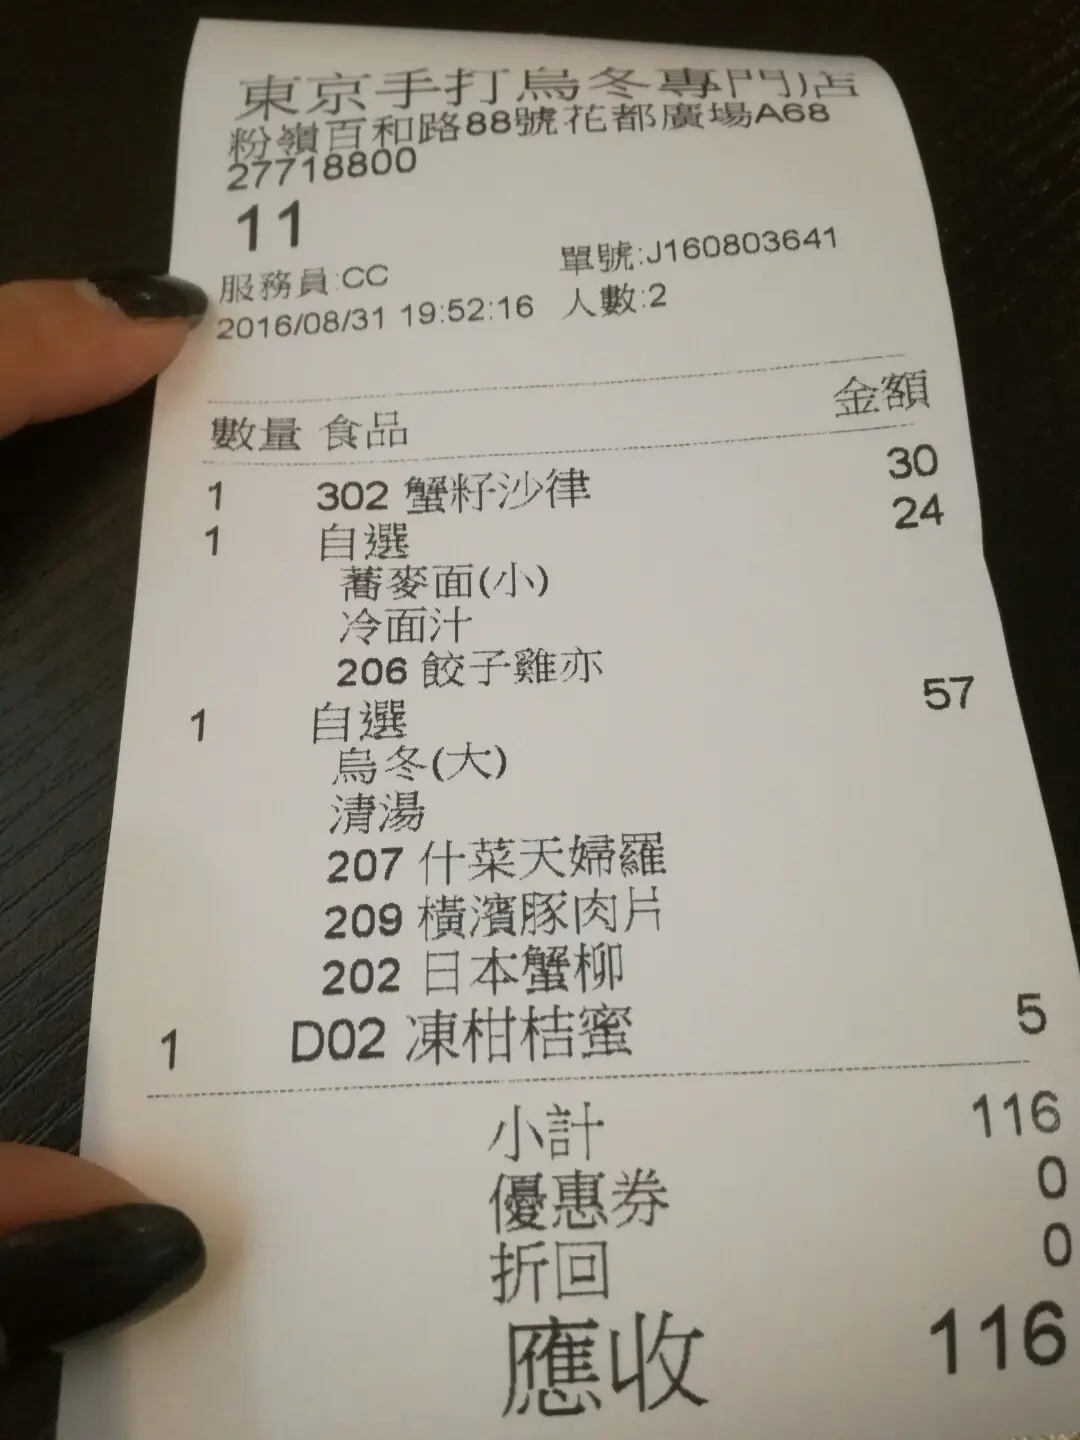 東京手打烏冬專門店
粉嶺百和路88號花都廣場A68
27718800
11
服務員:CC 單號:J160803641
2016/08/31 19:52:16 人數:2
數量 食品 金額
1 302 蟹籽沙律 30
1 自選 24
蕎麥面(小)
冷面汁
206 餃子雞亦
1 自選 57
烏冬(大)
清湯
207 什菜天婦羅
209 橫濱豚肉片
202 日本蟹柳
1 D02 凍柑桔蜜 5
小計 116
優惠券 0
折回 0
應收 116